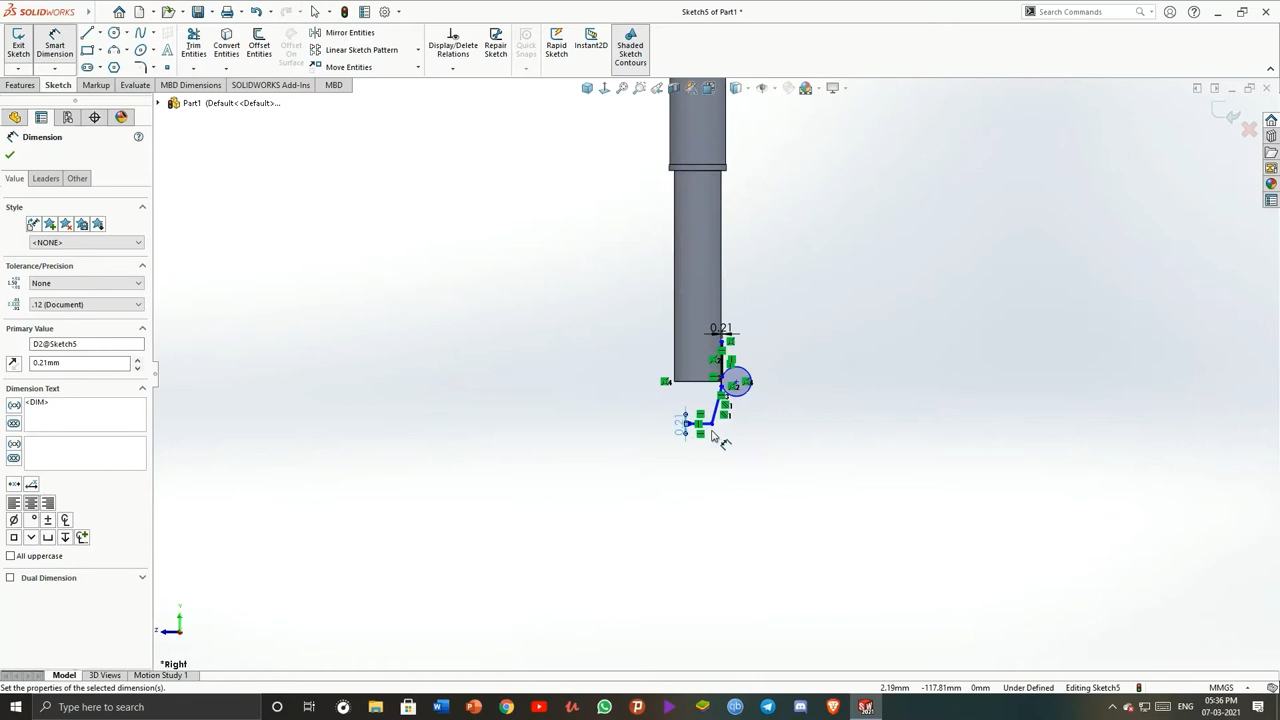 SOLIDWORKS
Sketch5 of Part1 *
Search Commands
Exit Sketch
Smart Dimension
Trim Entities
Convert Entities
Offset Entities
Offset On Surface
Mirror Entities
Linear Sketch Pattern
Move Entities
Display/Delete Relations
Repair Sketch
Quick Snaps
Rapid Sketch
Instant2D
Shaded Sketch Contours
Features
Sketch
Markup
Evaluate
MBD Dimensions
SOLIDWORKS Add-Ins
MBD
Part1 (Default<<Default>...
Dimension
Value
Leaders
Other
Style
<NONE>
Tolerance/Precision
None
.12 (Document)
Primary Value
D2@Sketch5
0.21mm
Dimension Text
<DIM>
All uppercase
Dual Dimension
0.21
0.21
Y
Z
*Right
Model
3D Views
Motion Study 1
Set the properties of the selected dimension(s).
2.19mm
-117.81mm
0mm
Under Defined
Editing Sketch5
MMGS
Type here to search
ENG
05:36 PM
07-03-2021